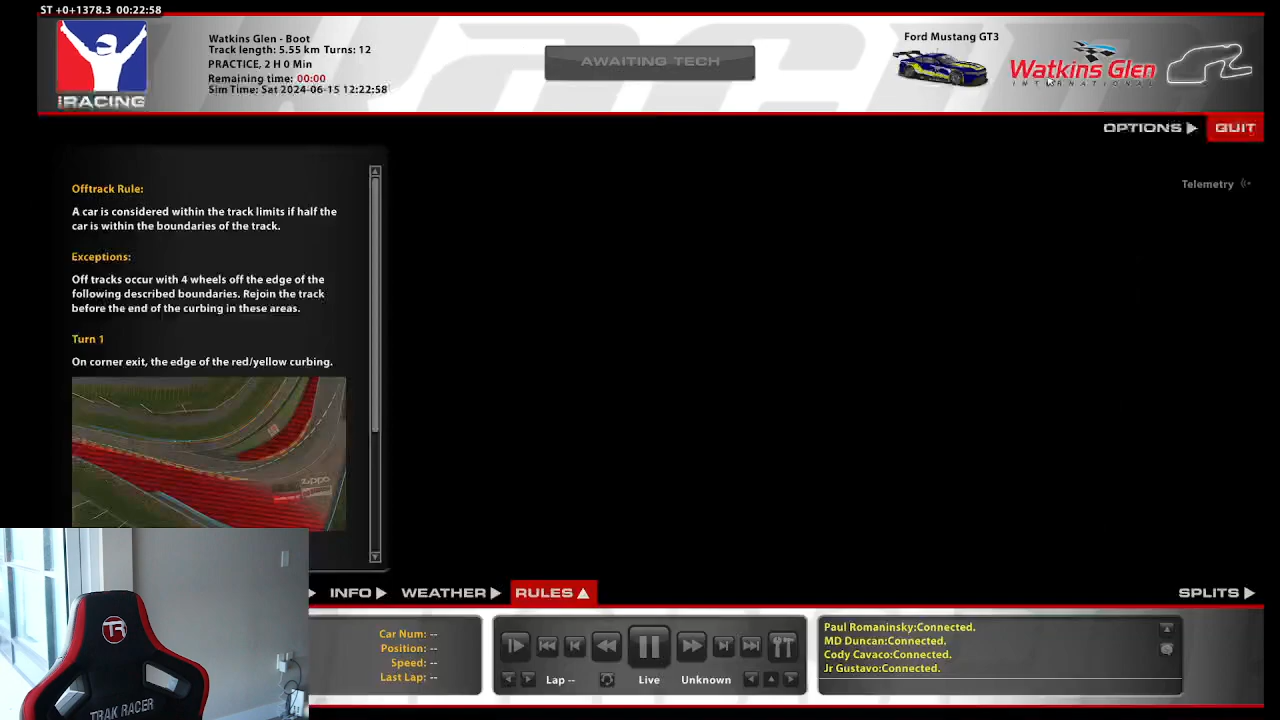 ST +0+1378.3 00:22:58
iRACING
Watkins Glen - Boot
Track length: 5.55 km Turns: 12
PRACTICE, 2 H 0 Min
Remaining time: 00:00
Sim Time: Sat 2024-06-15 12:22:58
AWAITING TECH
Ford Mustang GT3
Watkins Glen
INTERNATIONAL
OPTIONS
QUIT
Telemetry
Offtrack Rule:
A car is considered within the track limits if half the
car is within the boundaries of the track.
Exceptions:
Off tracks occur with 4 wheels off the edge of the
following described boundaries. Rejoin the track
before the end of the curbing in these areas.
Turn 1
On corner exit, the edge of the red/yellow curbing.
zippo
INFO
WEATHER
RULES
SPLITS
Car Num: --
Position: --
Speed: --
Last Lap: --
Lap --
Live
Unknown
Paul Romaninsky:Connected.
MD Duncan:Connected.
Cody Cavaco:Connected.
Jr Gustavo:Connected.
TR
TRAK RACER